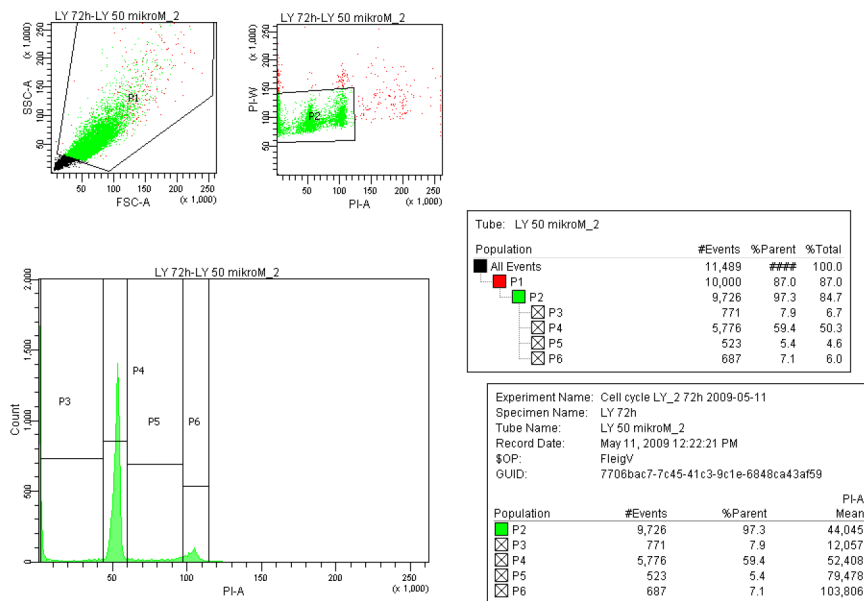 LY 72h-LY 50 mikroM_2
SSC-A
(x 1,000)
50 100 150 200 250
P1
50 100 150 200 250
FSC-A
(x 1,000)
LY 72h-LY 50 mikroM_2
PI-W
(x 1,000)
50 100 150 200 250
P2
50 100 150 200 250
PI-A
(x 1,000)
Tube: LY 50 mikroM_2
Population #Events %Parent %Total
All Events 11,489 #### 100.0
P1 10,000 87.0 87.0
P2 9,726 97.3 84.7
P3 771 7.9 6.7
P4 5,776 59.4 50.3
P5 523 5.4 4.6
P6 687 7.1 6.0
LY 72h-LY 50 mikroM_2
Count
0 500 1,000 1,500 2,000
P3
P4
P5
P6
50 100 150 200 250
PI-A
(x 1,000)
Experiment Name: Cell cycle LY_2 72h 2009-05-11
Specimen Name: LY 72h
Tube Name: LY 50 mikroM_2
Record Date: May 11, 2009 12:22:21 PM
$OP: FleigV
GUID: 7706bac7-7c45-41c3-9c1e-6848ca43af59
PI-A
Population #Events %Parent Mean
P2 9,726 97.3 44,045
P3 771 7.9 12,057
P4 5,776 59.4 52,408
P5 523 5.4 79,478
P6 687 7.1 103,806